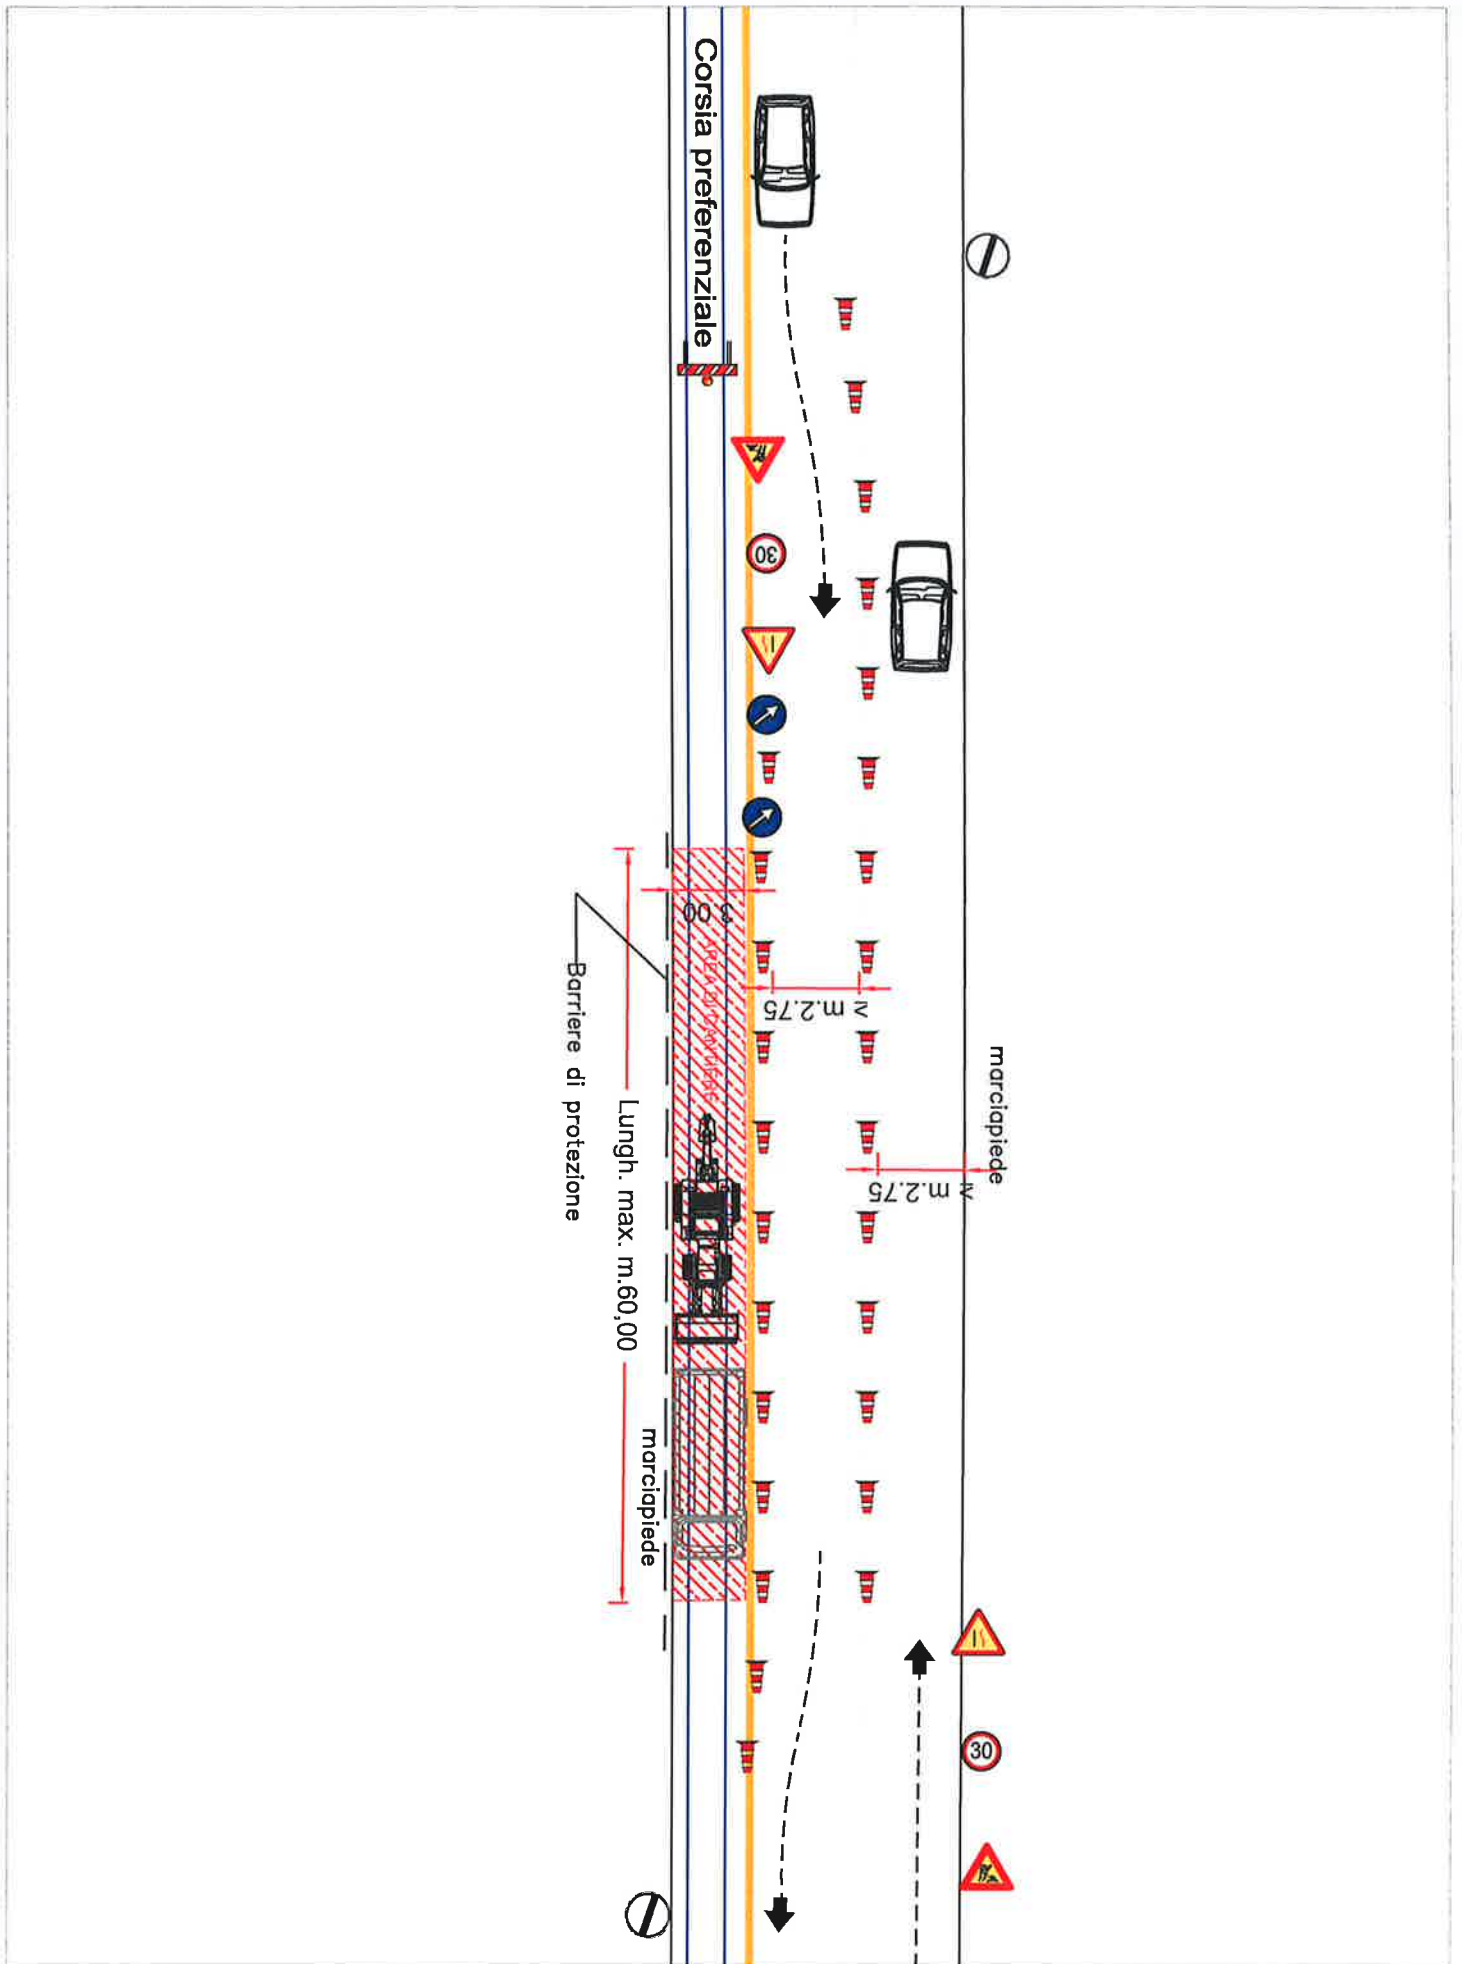 Corsia preferenziale
30
3.00
AREA DI CANTIERE
≥ m.2.75
marciapiede
≥ m.2.75
Barriere di protezione
Lungh. max. m.60,00
marciapiede
30